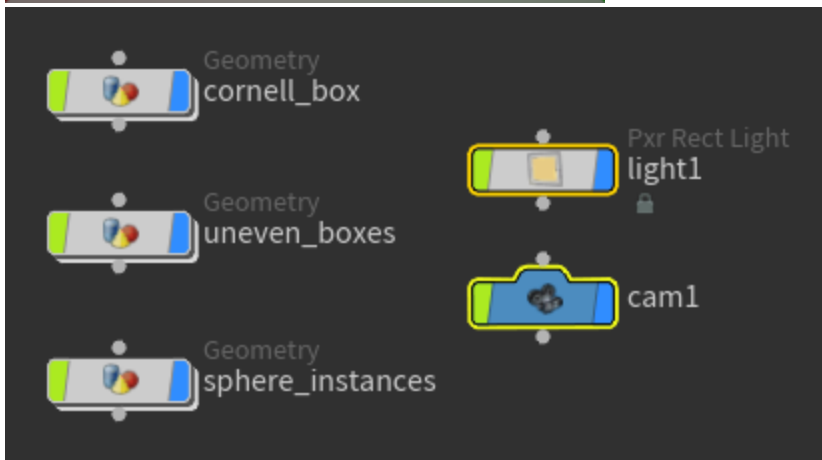 Geometry
cornell_box
Geometry
uneven_boxes
Geometry
sphere_instances
Pxr Rect Light
light1
cam1